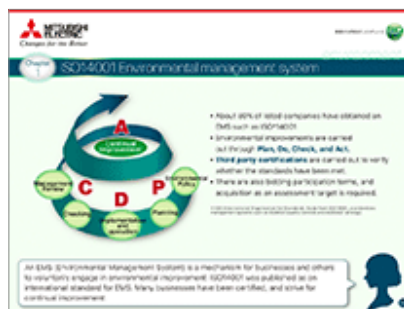 MITSUBISHI
ELECTRIC
Changes for the Better
Chapter
1
ISO14001 Environmental management system
A
Continual
Improvement
Management
Review
C
D
P
Environmental
Policy
Checking
Implementation
and operation
Planning
• About 80% of listed companies have obtained an
EMS such as ISO14001.
• Environmental improvements are carried
out through Plan, Do, Check, and Act.
• Third party certifications are carried out to verify
whether the standards have been met.
• There are also bidding participation terms, and
acquisition as an assessment target is required.
An EMS (Environmental Management System) is a mechanism for businesses and others
to voluntarily engage in environmental improvement. ISO14001 was published as an
international standard for EMS. Many businesses have been certified, and strive for
continual improvement.